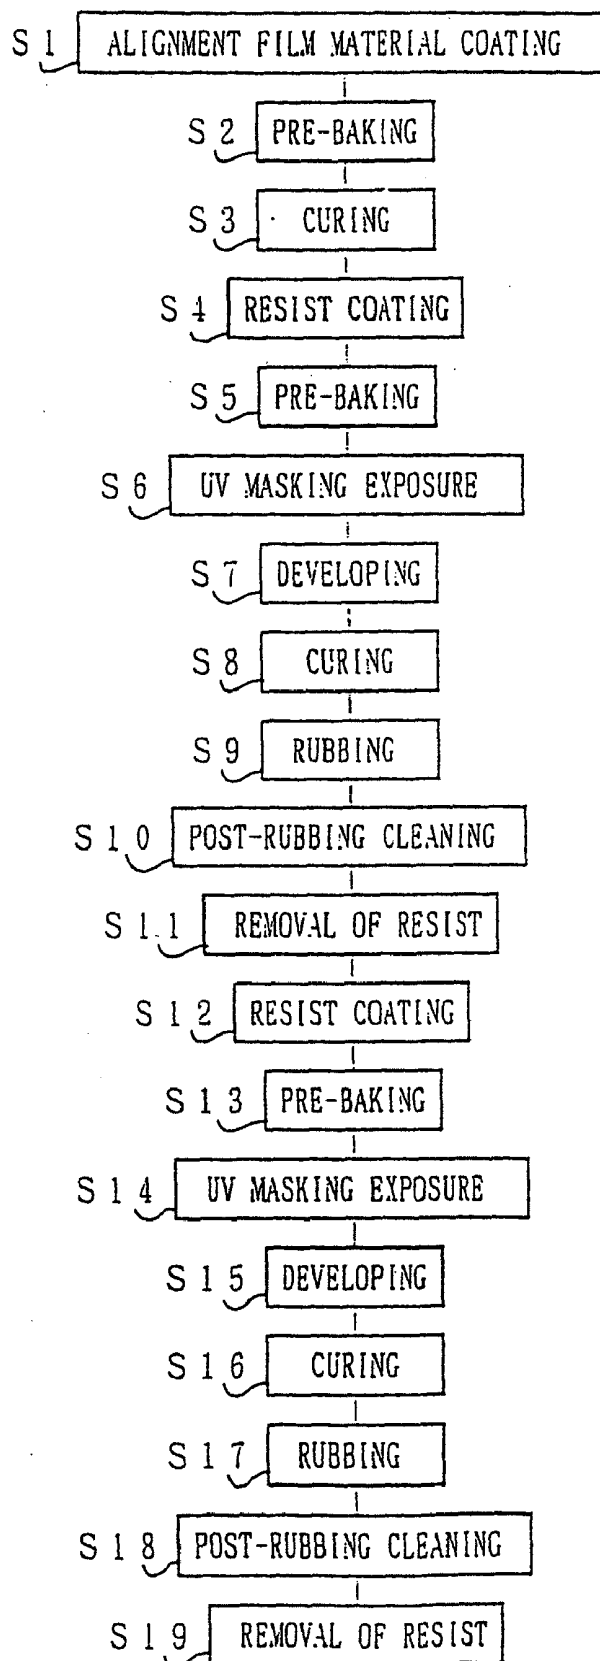 S1 ALIGNMENT FILM MATERIAL COATING
S2 PRE-BAKING
S3 CURING
S4 RESIST COATING
S5 PRE-BAKING
S6 UV MASKING EXPOSURE
S7 DEVELOPING
S8 CURING
S9 RUBBING
S10 POST-RUBBING CLEANING
S11 REMOVAL OF RESIST
S12 RESIST COATING
S13 PRE-BAKING
S14 UV MASKING EXPOSURE
S15 DEVELOPING
S16 CURING
S17 RUBBING
S18 POST-RUBBING CLEANING
S19 REMOVAL OF RESIST